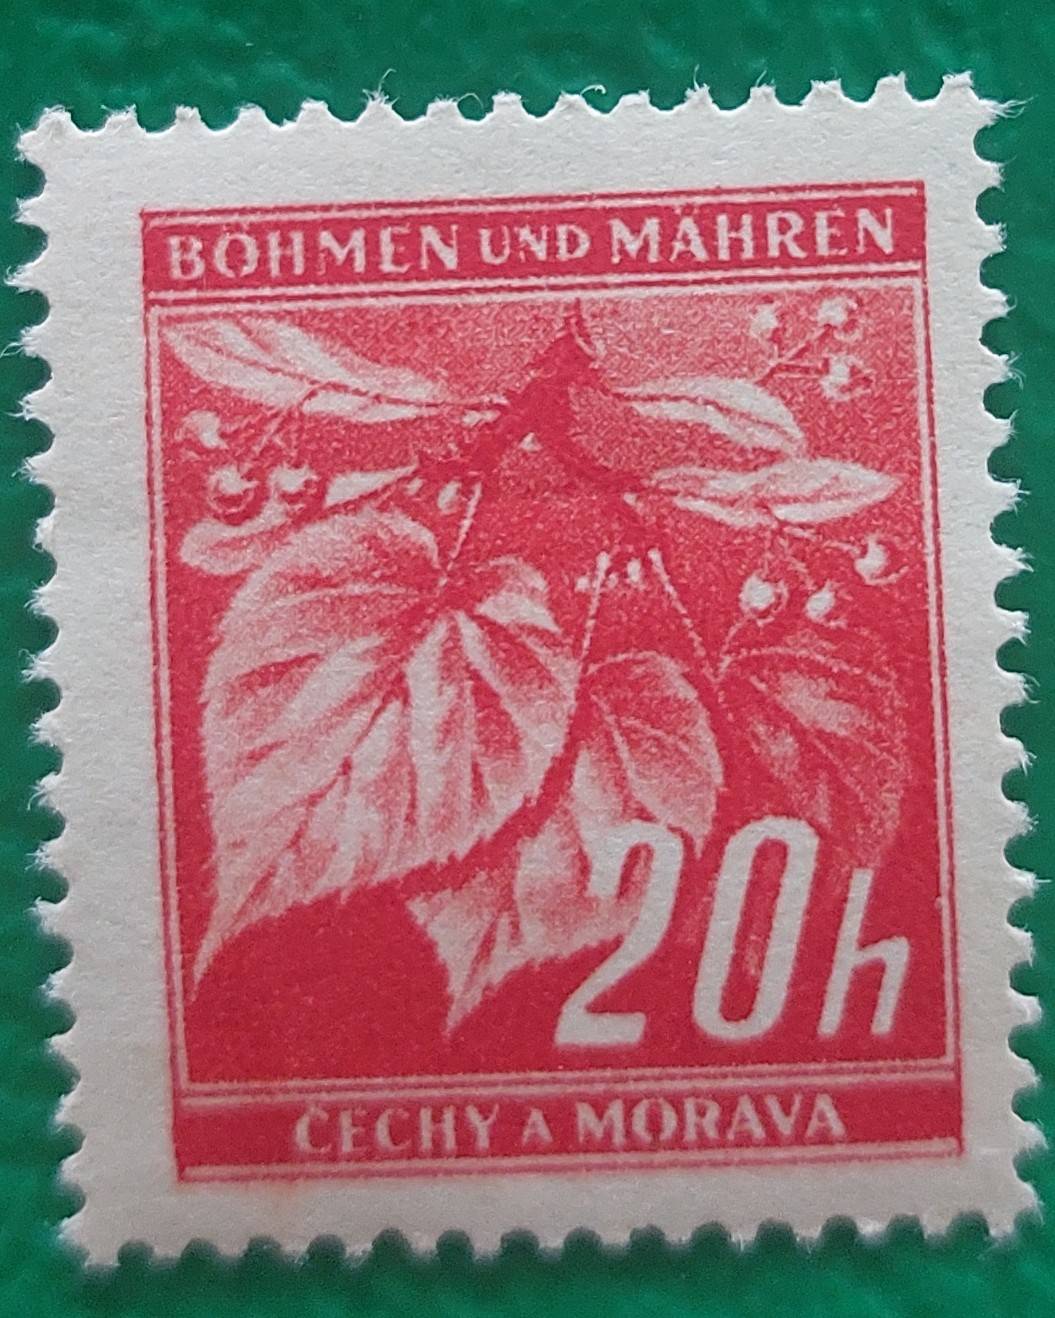 BÖHMEN UND MÄHREN
20h
ČECHY A MORAVA